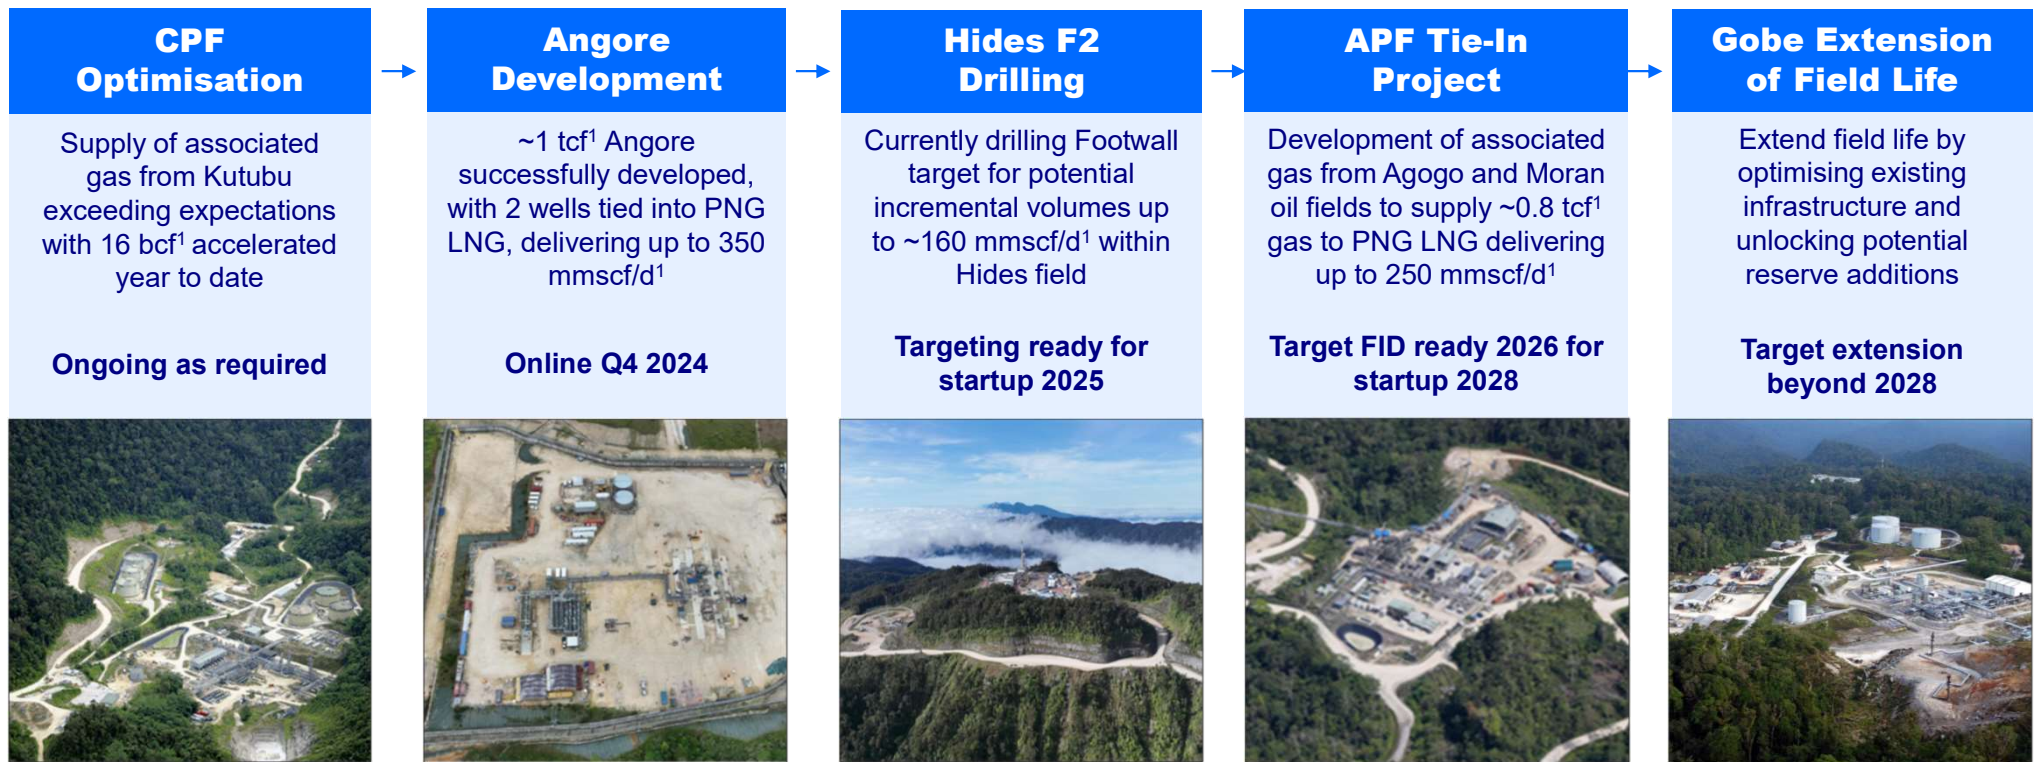 CPF
Optimisation
Supply of associated
gas from Kutubu
exceeding expectations
with 16 bcf¹ accelerated
year to date
Ongoing as required
Angore
Development
~1 tcf¹ Angore
successfully developed,
with 2 wells tied into PNG
LNG, delivering up to 350
mmscf/d¹
Online Q4 2024
Hides F2
Drilling
Currently drilling Footwall
target for potential
incremental volumes up
to ~160 mmscf/d¹ within
Hides field
Targeting ready for
startup 2025
APF Tie-In
Project
Development of associated
gas from Agogo and Moran
oil fields to supply ~0.8 tcf¹
gas to PNG LNG delivering
up to 250 mmscf/d¹
Target FID ready 2026 for
startup 2028
Gobe Extension
of Field Life
Extend field life by
optimising existing
infrastructure and
unlocking potential
reserve additions
Target extension
beyond 2028